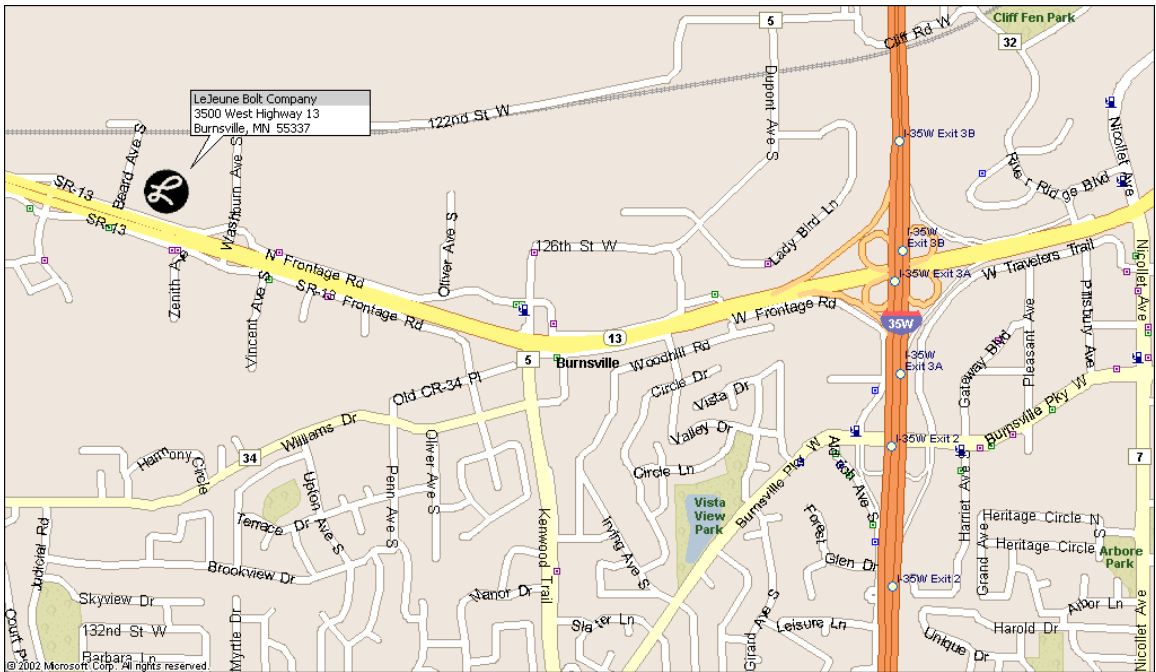 Cliff Fen Park
5
Cliff Rd W
32
LeJeune Bolt Company
3500 West Highway 13
Burnsville, MN 55337
122nd St W
Dupont Ave S
Nicollet Ave
I-35W Exit 3B
Beard Ave S
Washburn Ave S
River Ridge Blvd
SR-13
SR-13
Oliver Ave S
Lady Bird Ln
126th St W
I-35W
Exit 3B
N Frontage Rd
W Travelers Trail
Nicollet Ave
I-35W Exit 3A
Zenith Ave
Vincent Ave S
SR-13 Frontage Rd
W Frontage Rd
Pillsbury Ave
35W
13
5
Burnsville
Woodhill Rd
I-35W
Exit 3A
Gateway Blvd
Pleasant Ave
Old CR-34 Pl
Circle Dr
Vista Dr
Burnsville Pky W
Williams Dr
Valley Dr
I-35W Exit 2
Harmony Circle
34
Oliver Ave S
Penn Ave S
Circle Ln
Burnsville Pky W
Aldrich Ave S
7
Upton Ave S
Terrace Dr
Vista
View
Park
Harriet Ave
Heritage Circle N
Judicial Rd
Kenwood Trail
Irving Ave S
Forest
Glen Dr
Grand Ave
S
Heritage Circle
Arbore
Park
Brookview Dr
I-35W Exit 2
Skyview Dr
Manor Dr
Arbor Ln
132nd St W
Myrtle Dr
Slater Ln
Girard Ave S
Leisure Ln
Unique Dr
Harold Dr
Nicollet Ave
Barbara Ln
© 2002 Microsoft Corp. All rights reserved.